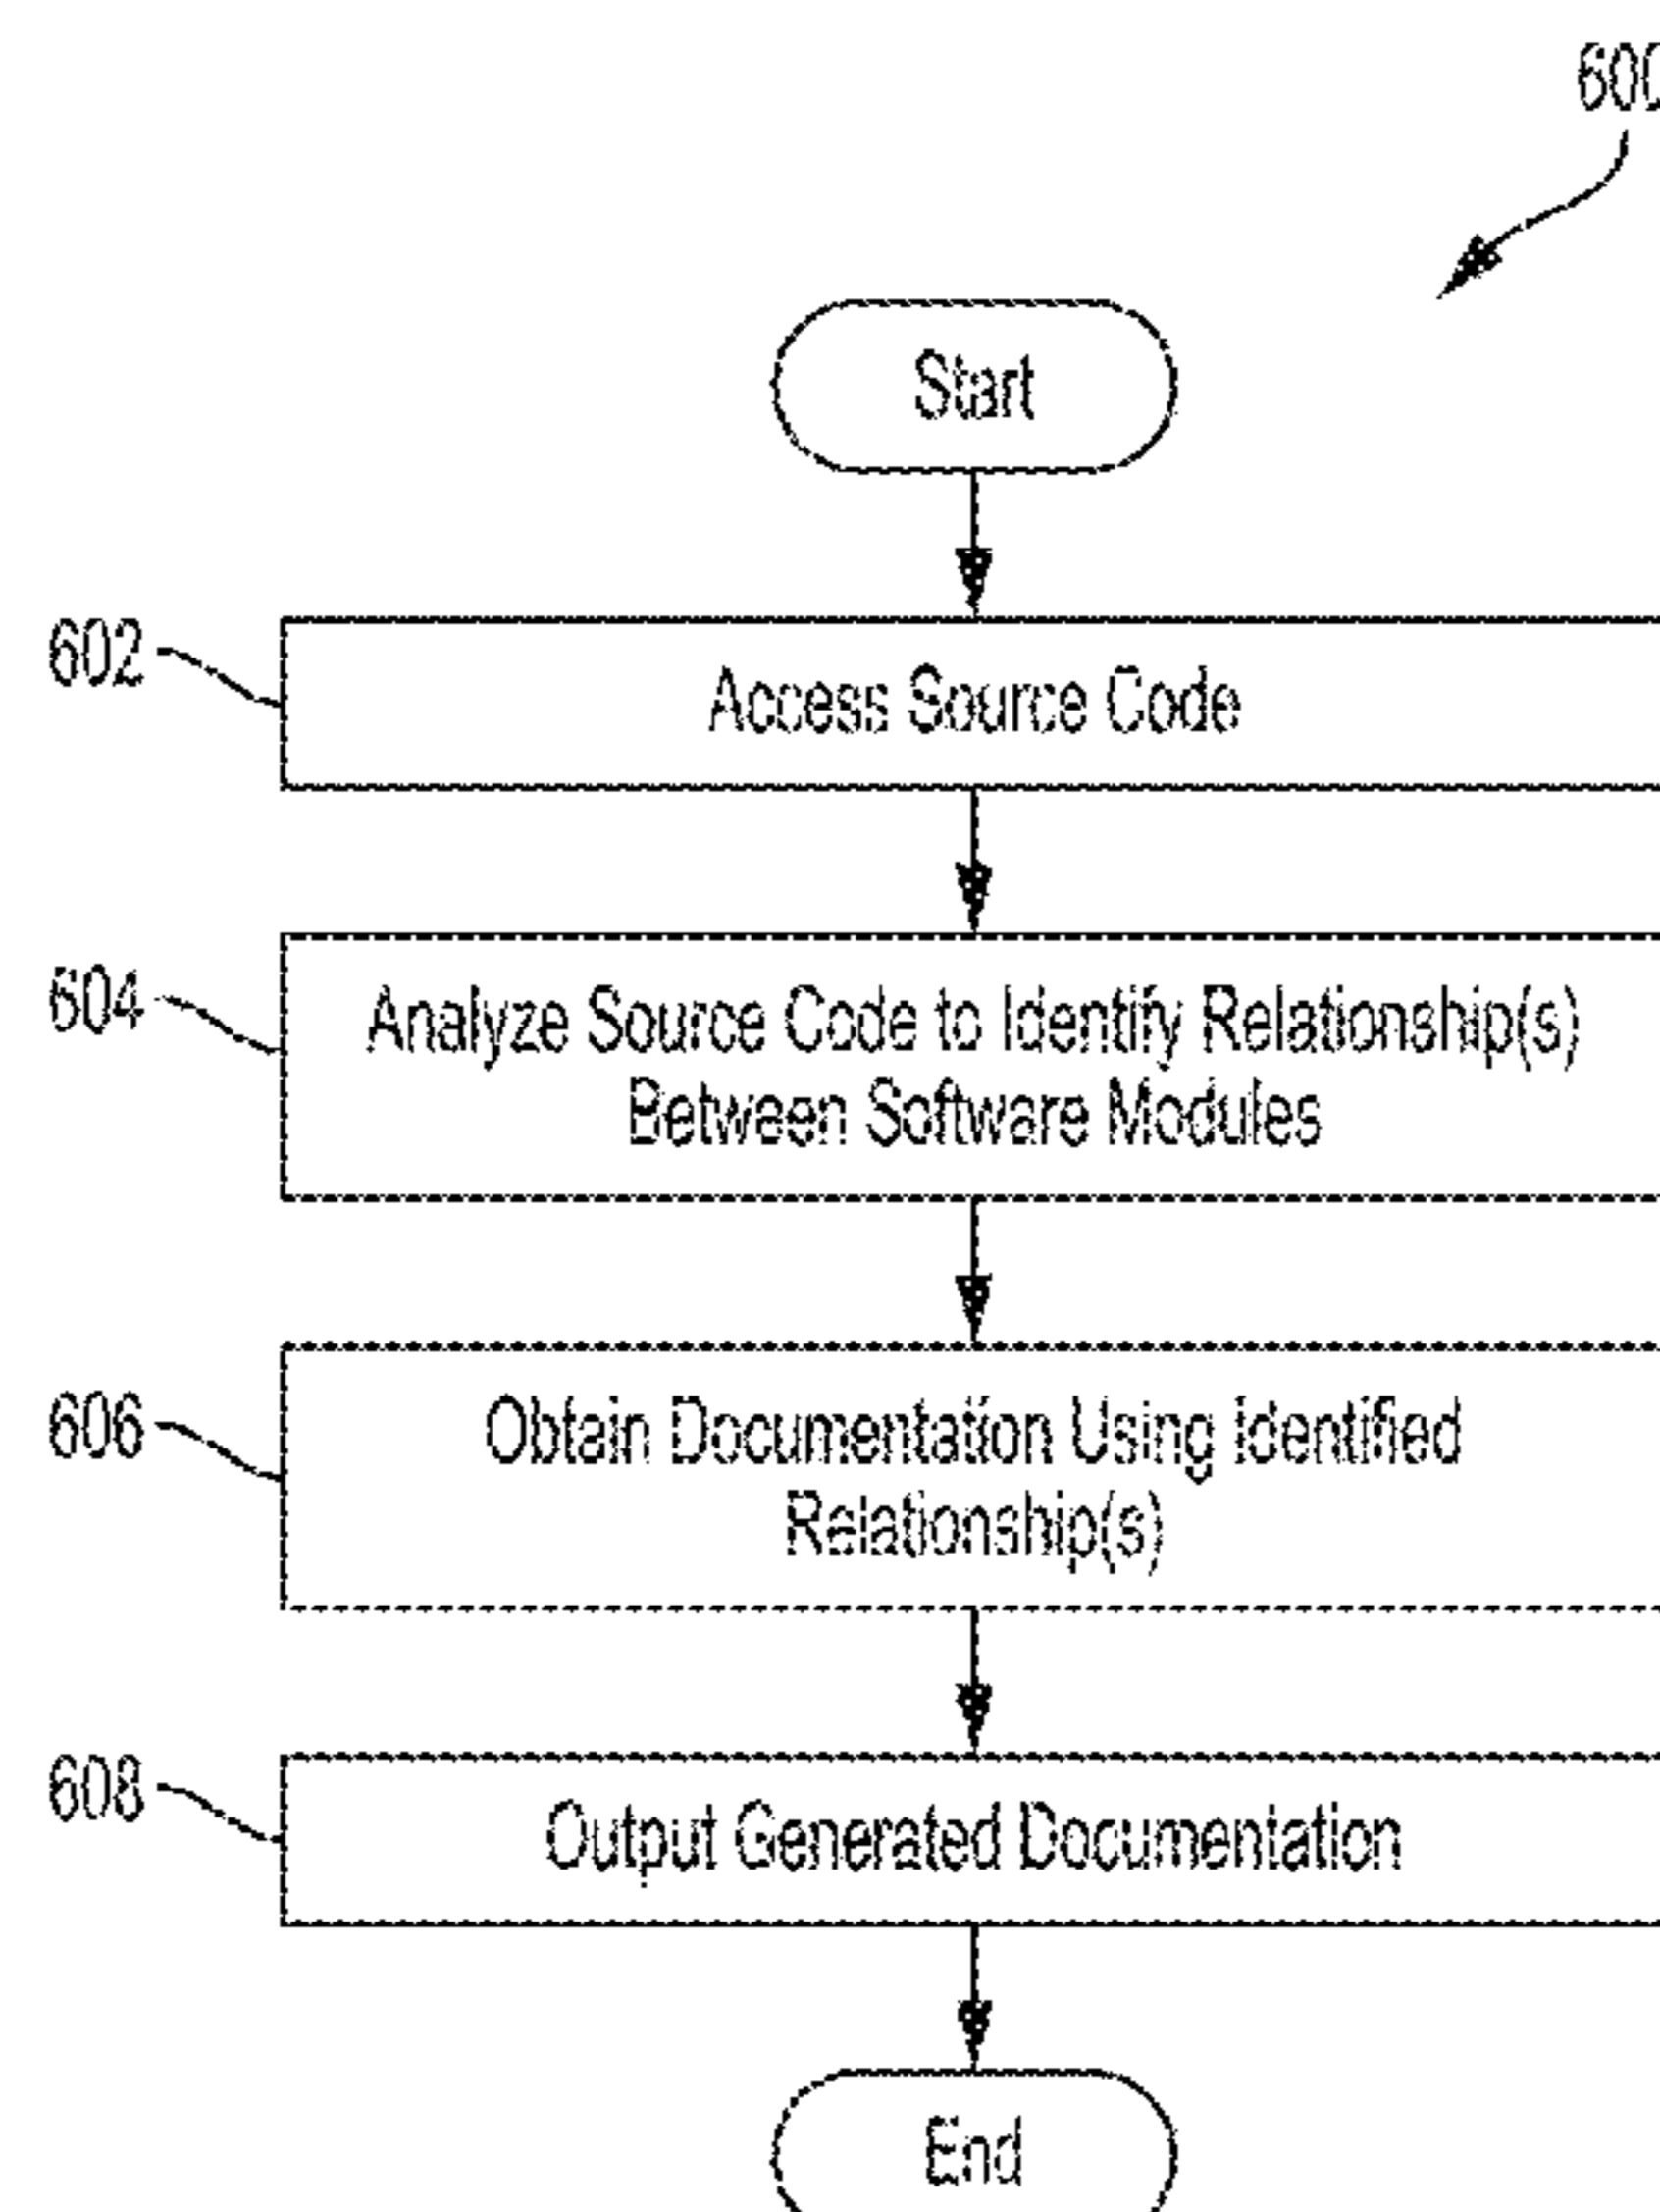 600
Start
602
Access Source Code
604
Analyze Source Code to Identify Relationship(s)
Between Software Modules
606
Obtain Documentation Using Identified
Relationship(s)
608
Output Generated Documentation
End